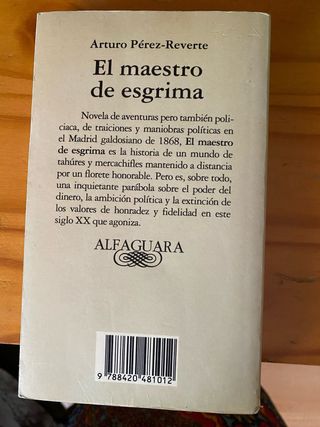 Arturo Pérez-Reverte
El maestro
de esgrima
Novela de aventuras pero también poli-
ciaca, de traiciones y maniobras políticas en
el Madrid galdosiano de 1868, El maestro
de esgrima es la historia de un mundo de
tahúres y mercachifles mantenido a distancia
por un florete honorable. Pero es, sobre todo,
una inquietante parábola sobre el poder del
dinero, la ambición política y la extinción de
los valores de honradez y fidelidad en este
siglo XX que agoniza.
ALFAGUARA
9 788420 481012